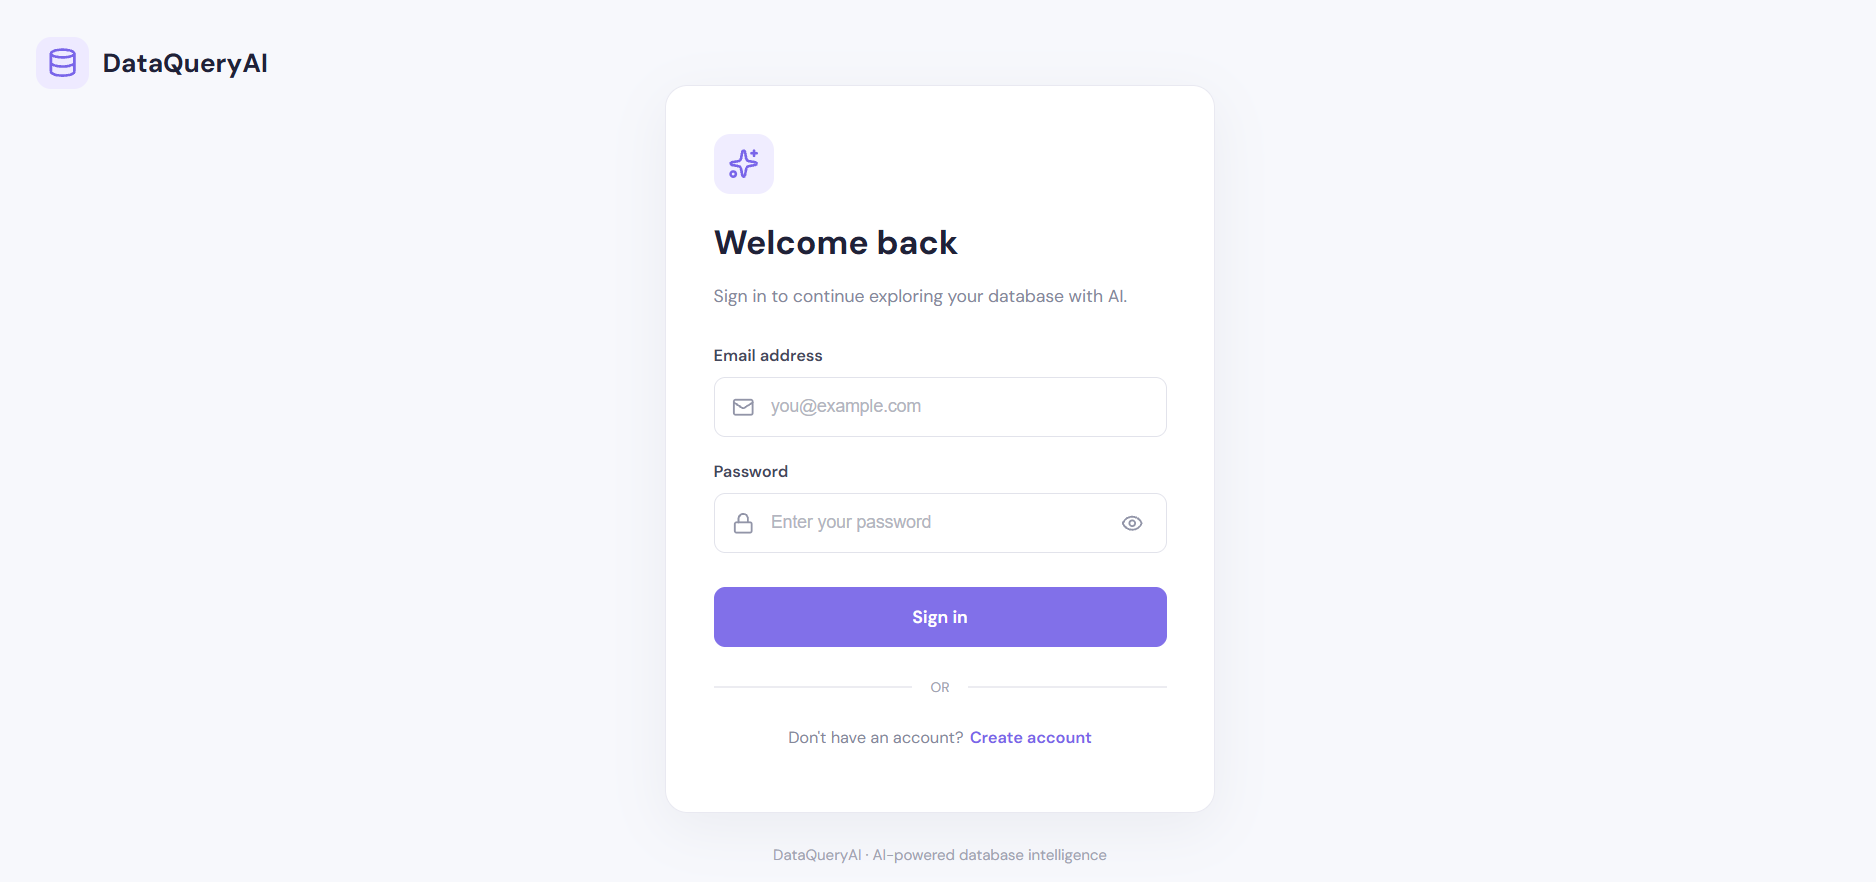 DataQueryAI
Welcome back
Sign in to continue exploring your database with AI.
Email address
you@example.com
Password
Enter your password
Sign in
OR
Don't have an account? Create account
DataQueryAI · AI-powered database intelligence